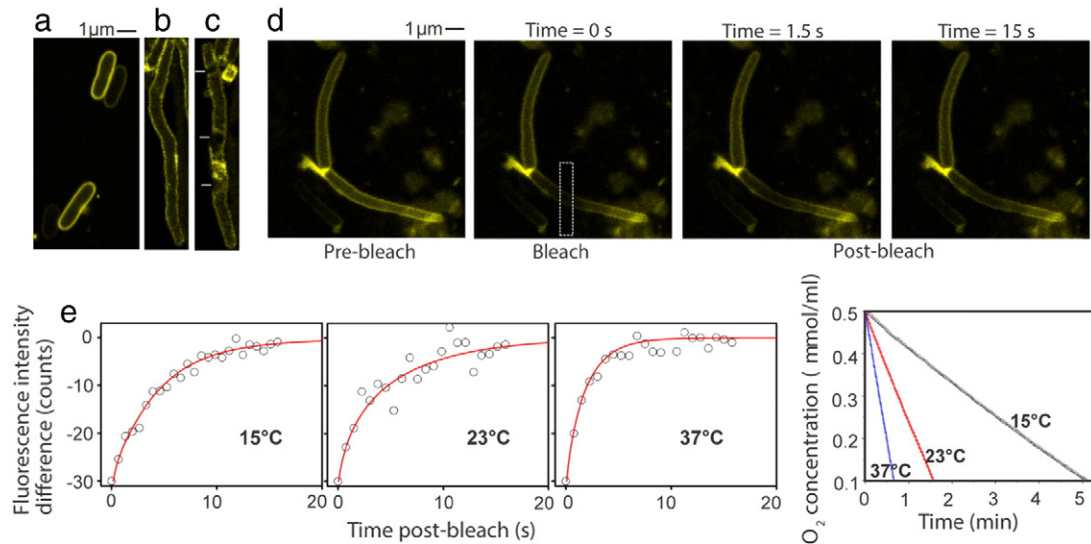 a
1μm
b
c
d
1μm
Time = 0 s
Time = 1.5 s
Time = 15 s
Pre-bleach
Bleach
Post-bleach
e
Fluorescence intensity
difference (counts)
0
-10
-20
-30
15°C
23°C
37°C
0
10
20
0
10
20
0
10
20
Time post-bleach (s)
O2 concentration ( mmol/ml)
0.5
0.4
0.3
0.2
0.1
15°C
23°C
37°C
0
1
2
3
4
5
Time (min)